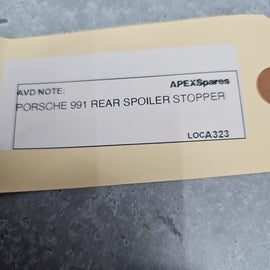 APEXSpares
AVD NOTE:
PORSCHE 991 REAR SPOILER STOPPER
LOCA323